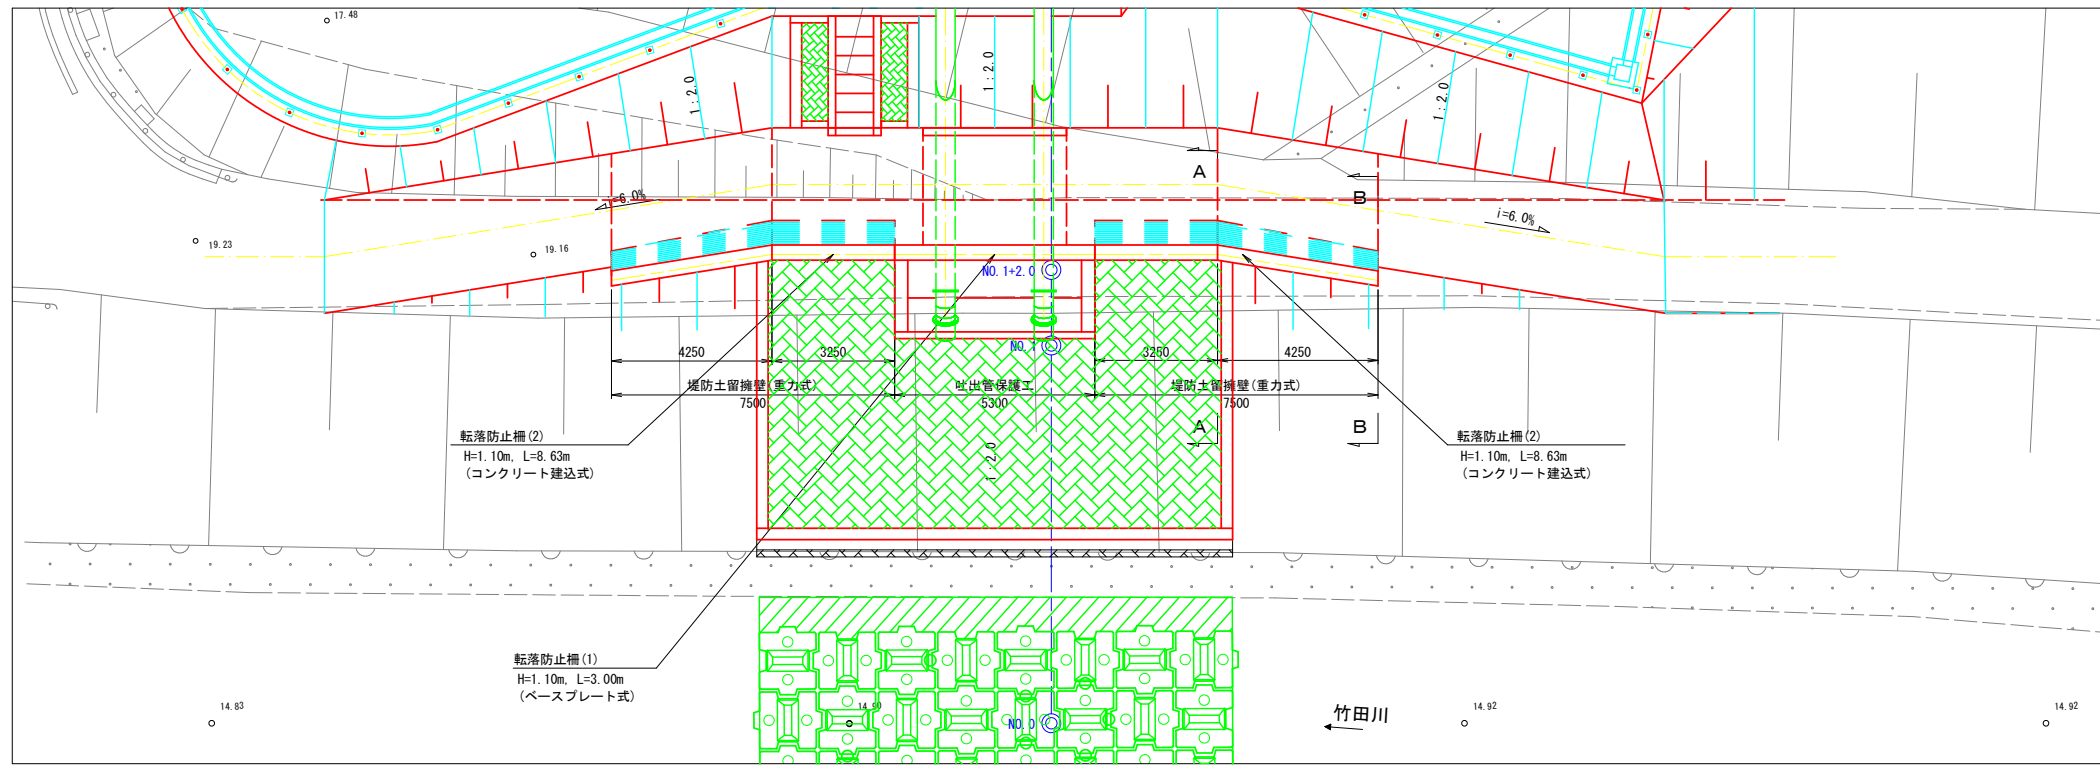 17.48
1:2.0
1:2.0
1:2.0
A
B
i=6.0%
i=6.0%
19.23
19.16
NO.1+2.0
NO.1
4250
3250
3250
4250
堤防土留擁壁(重力式)
吐出管保護工
堤防土留擁壁(重力式)
7500
5300
7500
A
B
転落防止柵(2)
H=1.10m, L=8.63m
(コンクリート建込式)
転落防止柵(2)
H=1.10m, L=8.63m
(コンクリート建込式)
1:2.0
転落防止柵(1)
H=1.10m, L=3.00m
(ベースプレート式)
14.83
14.90
NO.0
竹田川
14.92
14.92